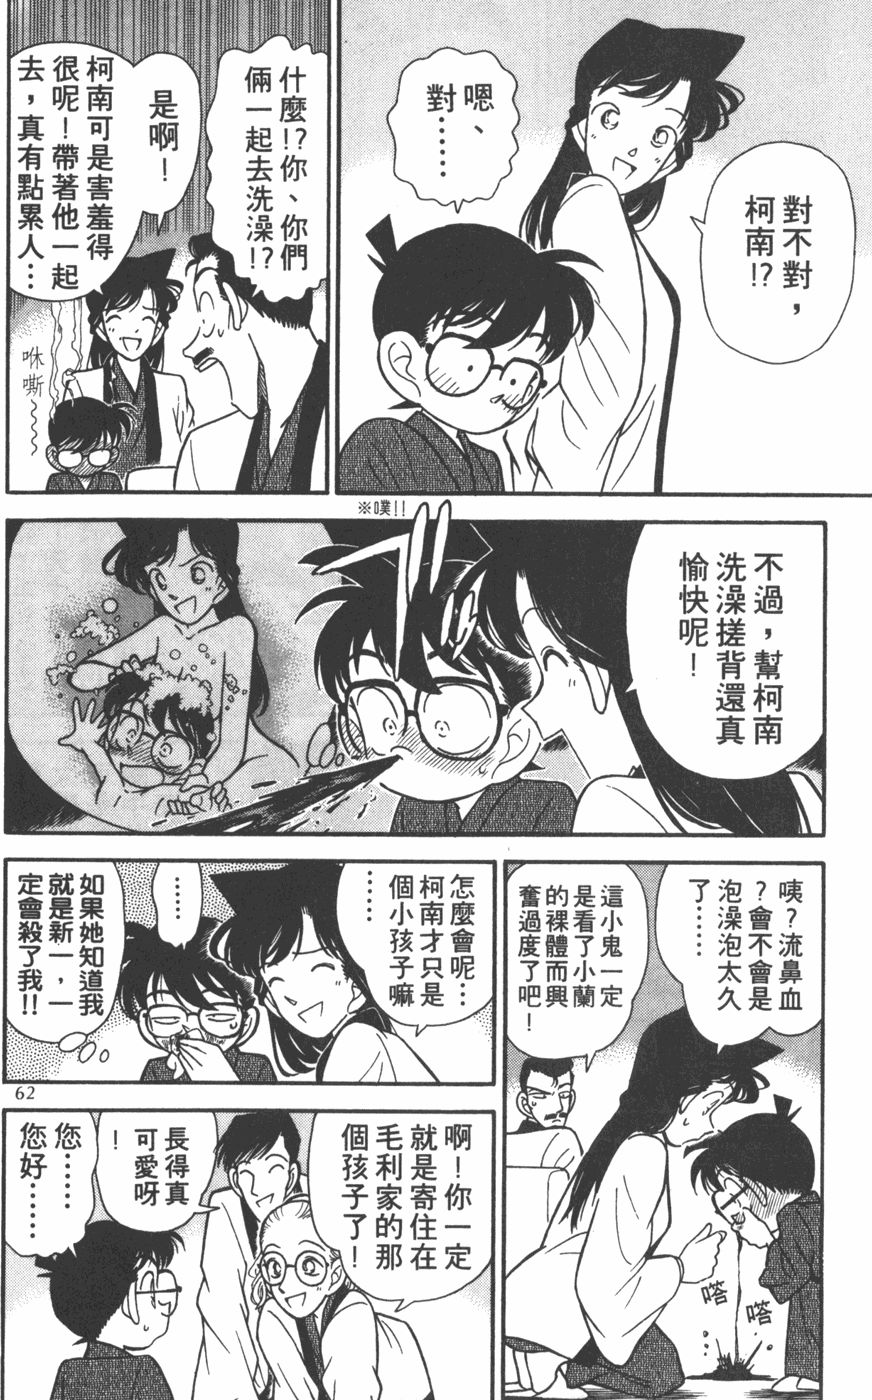 對不對，
柯南!?
嗯、
對⋯⋯
什麼!?你、你們
倆一起去洗澡!?
是啊！
柯南可是害羞得
很呢！帶著他一起
去，真有點累人⋯
咻嘶
※噗!!
不過，幫柯南
洗澡搓背還真
愉快呢！
咦？流鼻血
？會不會是
泡澡泡太久
了⋯⋯
這小鬼一定
是看了小蘭
的裸體而興
奮過度了吧！
嗒
嗒
怎麼會呢⋯
柯南才只是
個小孩子嘛
⋯⋯
⋯⋯
如果她知道我
就是新一，一
定會殺了我!!
62
啊！你一定
就是寄住在
毛利家的那
個孩子了！
長得真
可愛呀
！
您⋯⋯
您好⋯⋯